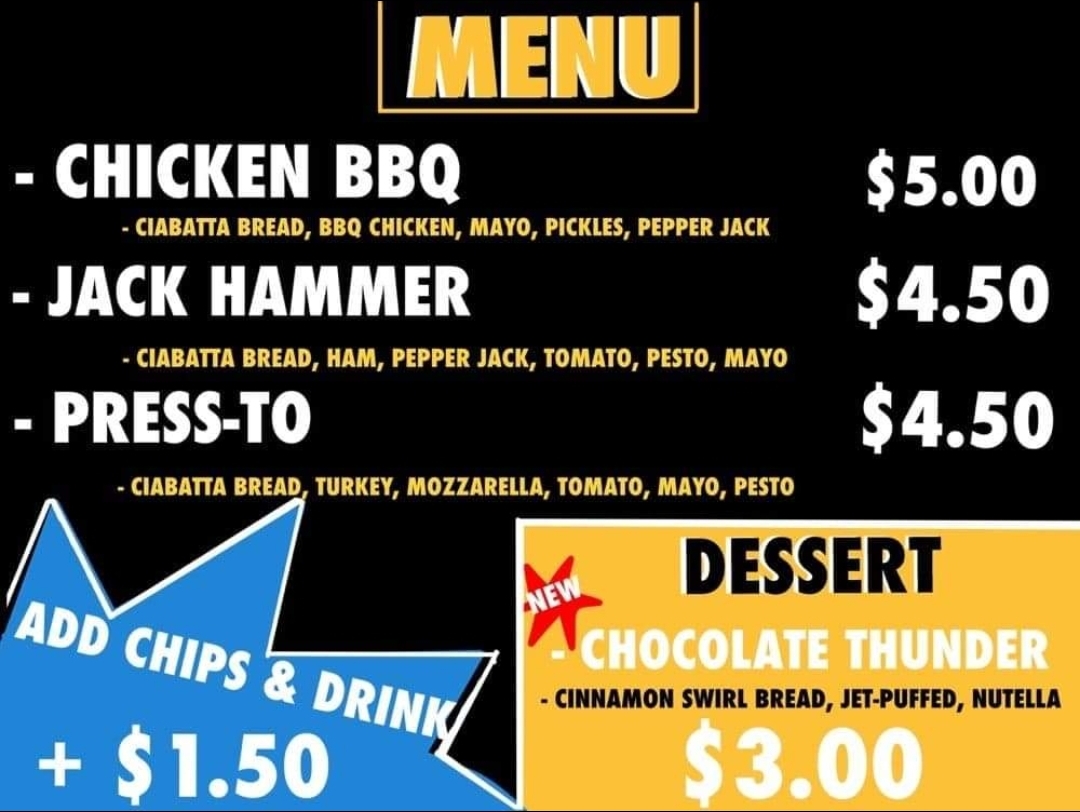 MENU
- CHICKEN BBQ $5.00
- CIABATTA BREAD, BBQ CHICKEN, MAYO, PICKLES, PEPPER JACK
- JACK HAMMER $4.50
- CIABATTA BREAD, HAM, PEPPER JACK, TOMATO, PESTO, MAYO
- PRESS-TO $4.50
- CIABATTA BREAD, TURKEY, MOZZARELLA, TOMATO, MAYO, PESTO
ADD CHIPS & DRINK
+ $1.50
DESSERT
NEW
- CHOCOLATE THUNDER
- CINNAMON SWIRL BREAD, JET-PUFFED, NUTELLA
$3.00